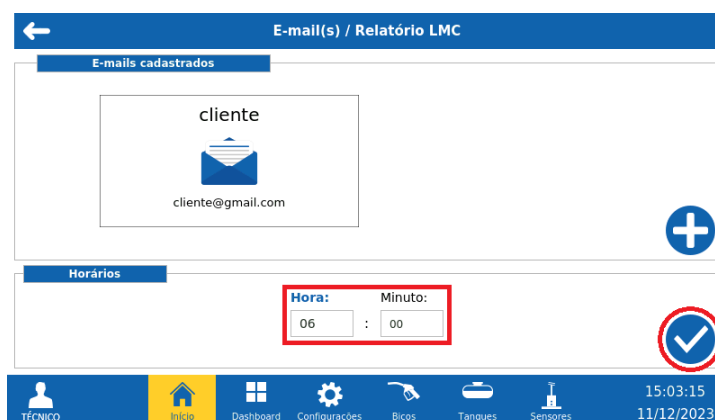 E-mail(s) / Relatório LMC
E-mails cadastrados
cliente
cliente@gmail.com
Horários
Hora: Minuto:
06 : 00
TÉCNICO Início Dashboard Configurações Bicos Tanques Sensores
15:03:15
11/12/2023